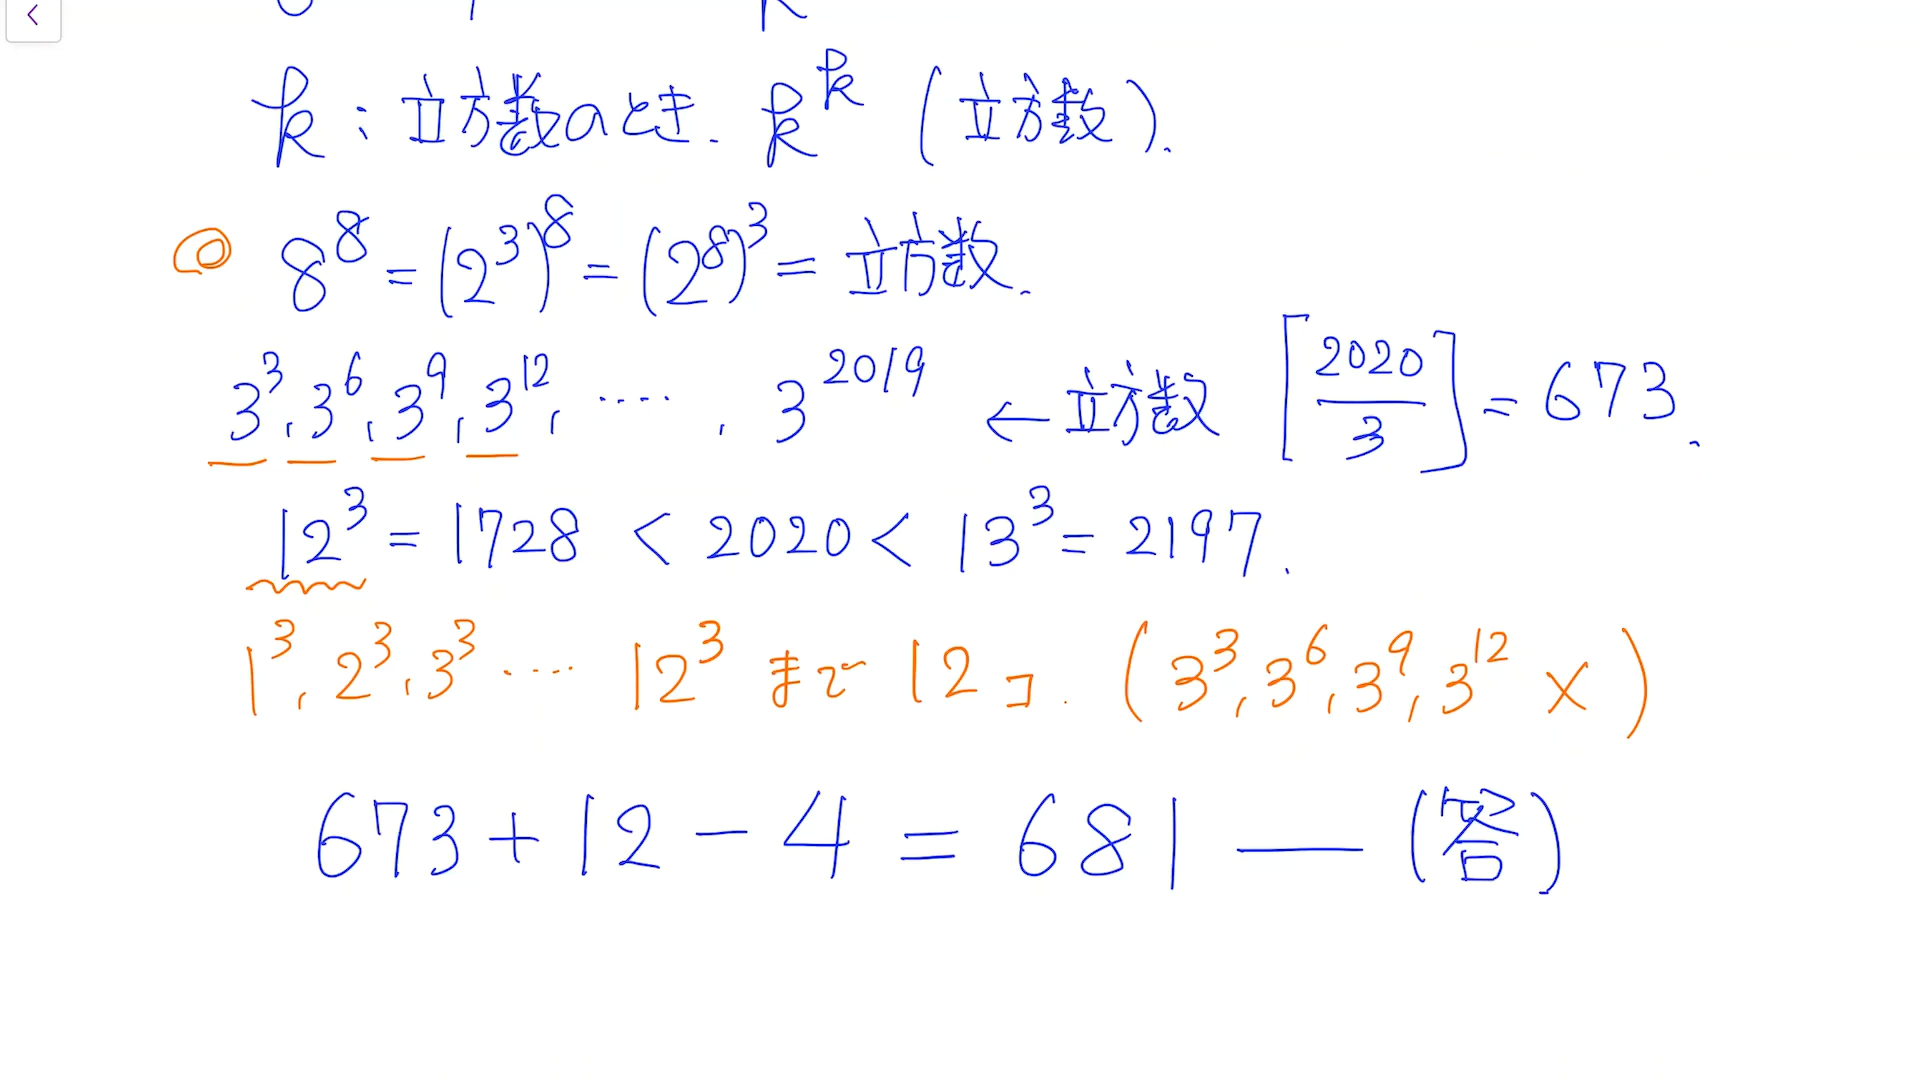 k : 立方数のとき. k^k (立方数).
8^8 = (2^3)^8 = (2^8)^3 = 立方数.
3^3, 3^6, 3^9, 3^12, ‥‥, 3^2019 ← 立方数 [2020/3] = 673.
12^3 = 1728 < 2020 < 13^3 = 2197.
1^3, 2^3, 3^3 ‥‥ 12^3 まで 12コ. (3^3, 3^6, 3^9, 3^12 ×)
673 + 12 - 4 = 681 — (答)